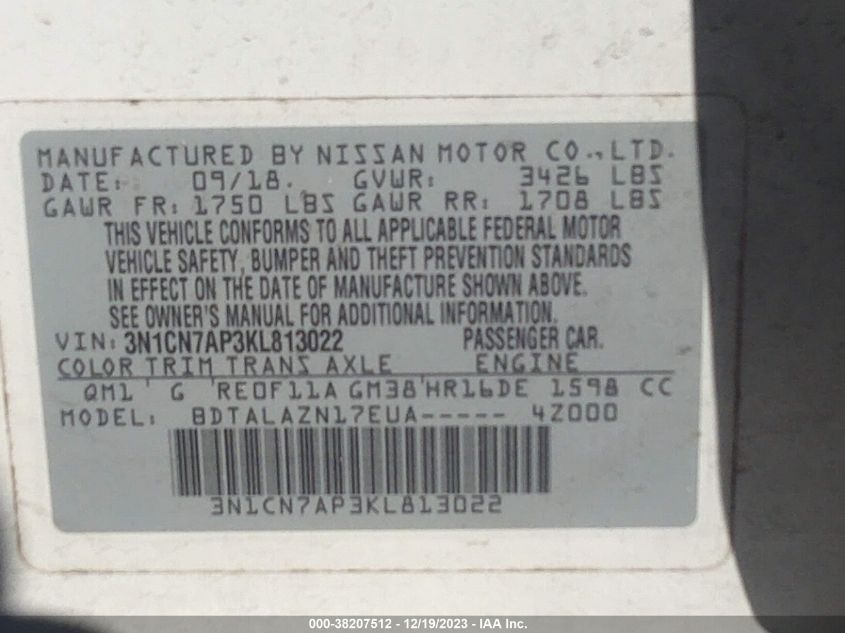 MANUFACTURED BY NISSAN MOTOR CO., LTD.
DATE: 09/18. GVWR: 3426 LBS
GAWR FR: 1750 LBS GAWR RR: 1708 LBS
THIS VEHICLE CONFORMS TO ALL APPLICABLE FEDERAL MOTOR
VEHICLE SAFETY, BUMPER AND THEFT PREVENTION STANDARDS
IN EFFECT ON THE DATE OF MANUFACTURE SHOWN ABOVE.
SEE OWNER'S MANUAL FOR ADDITIONAL INFORMATION.
VIN: 3N1CN7AP3KL813022 PASSENGER CAR.
COLOR TRIM TRANS AXLE ENGINE
QM1 ' G 'RE0F11A GM38'HR16DE 1598 CC
MODEL: BDTALAZN17EUA----- 4Z000
3N1CN7AP3KL813022
000-38207512 - 12/19/2023 - IAA Inc.